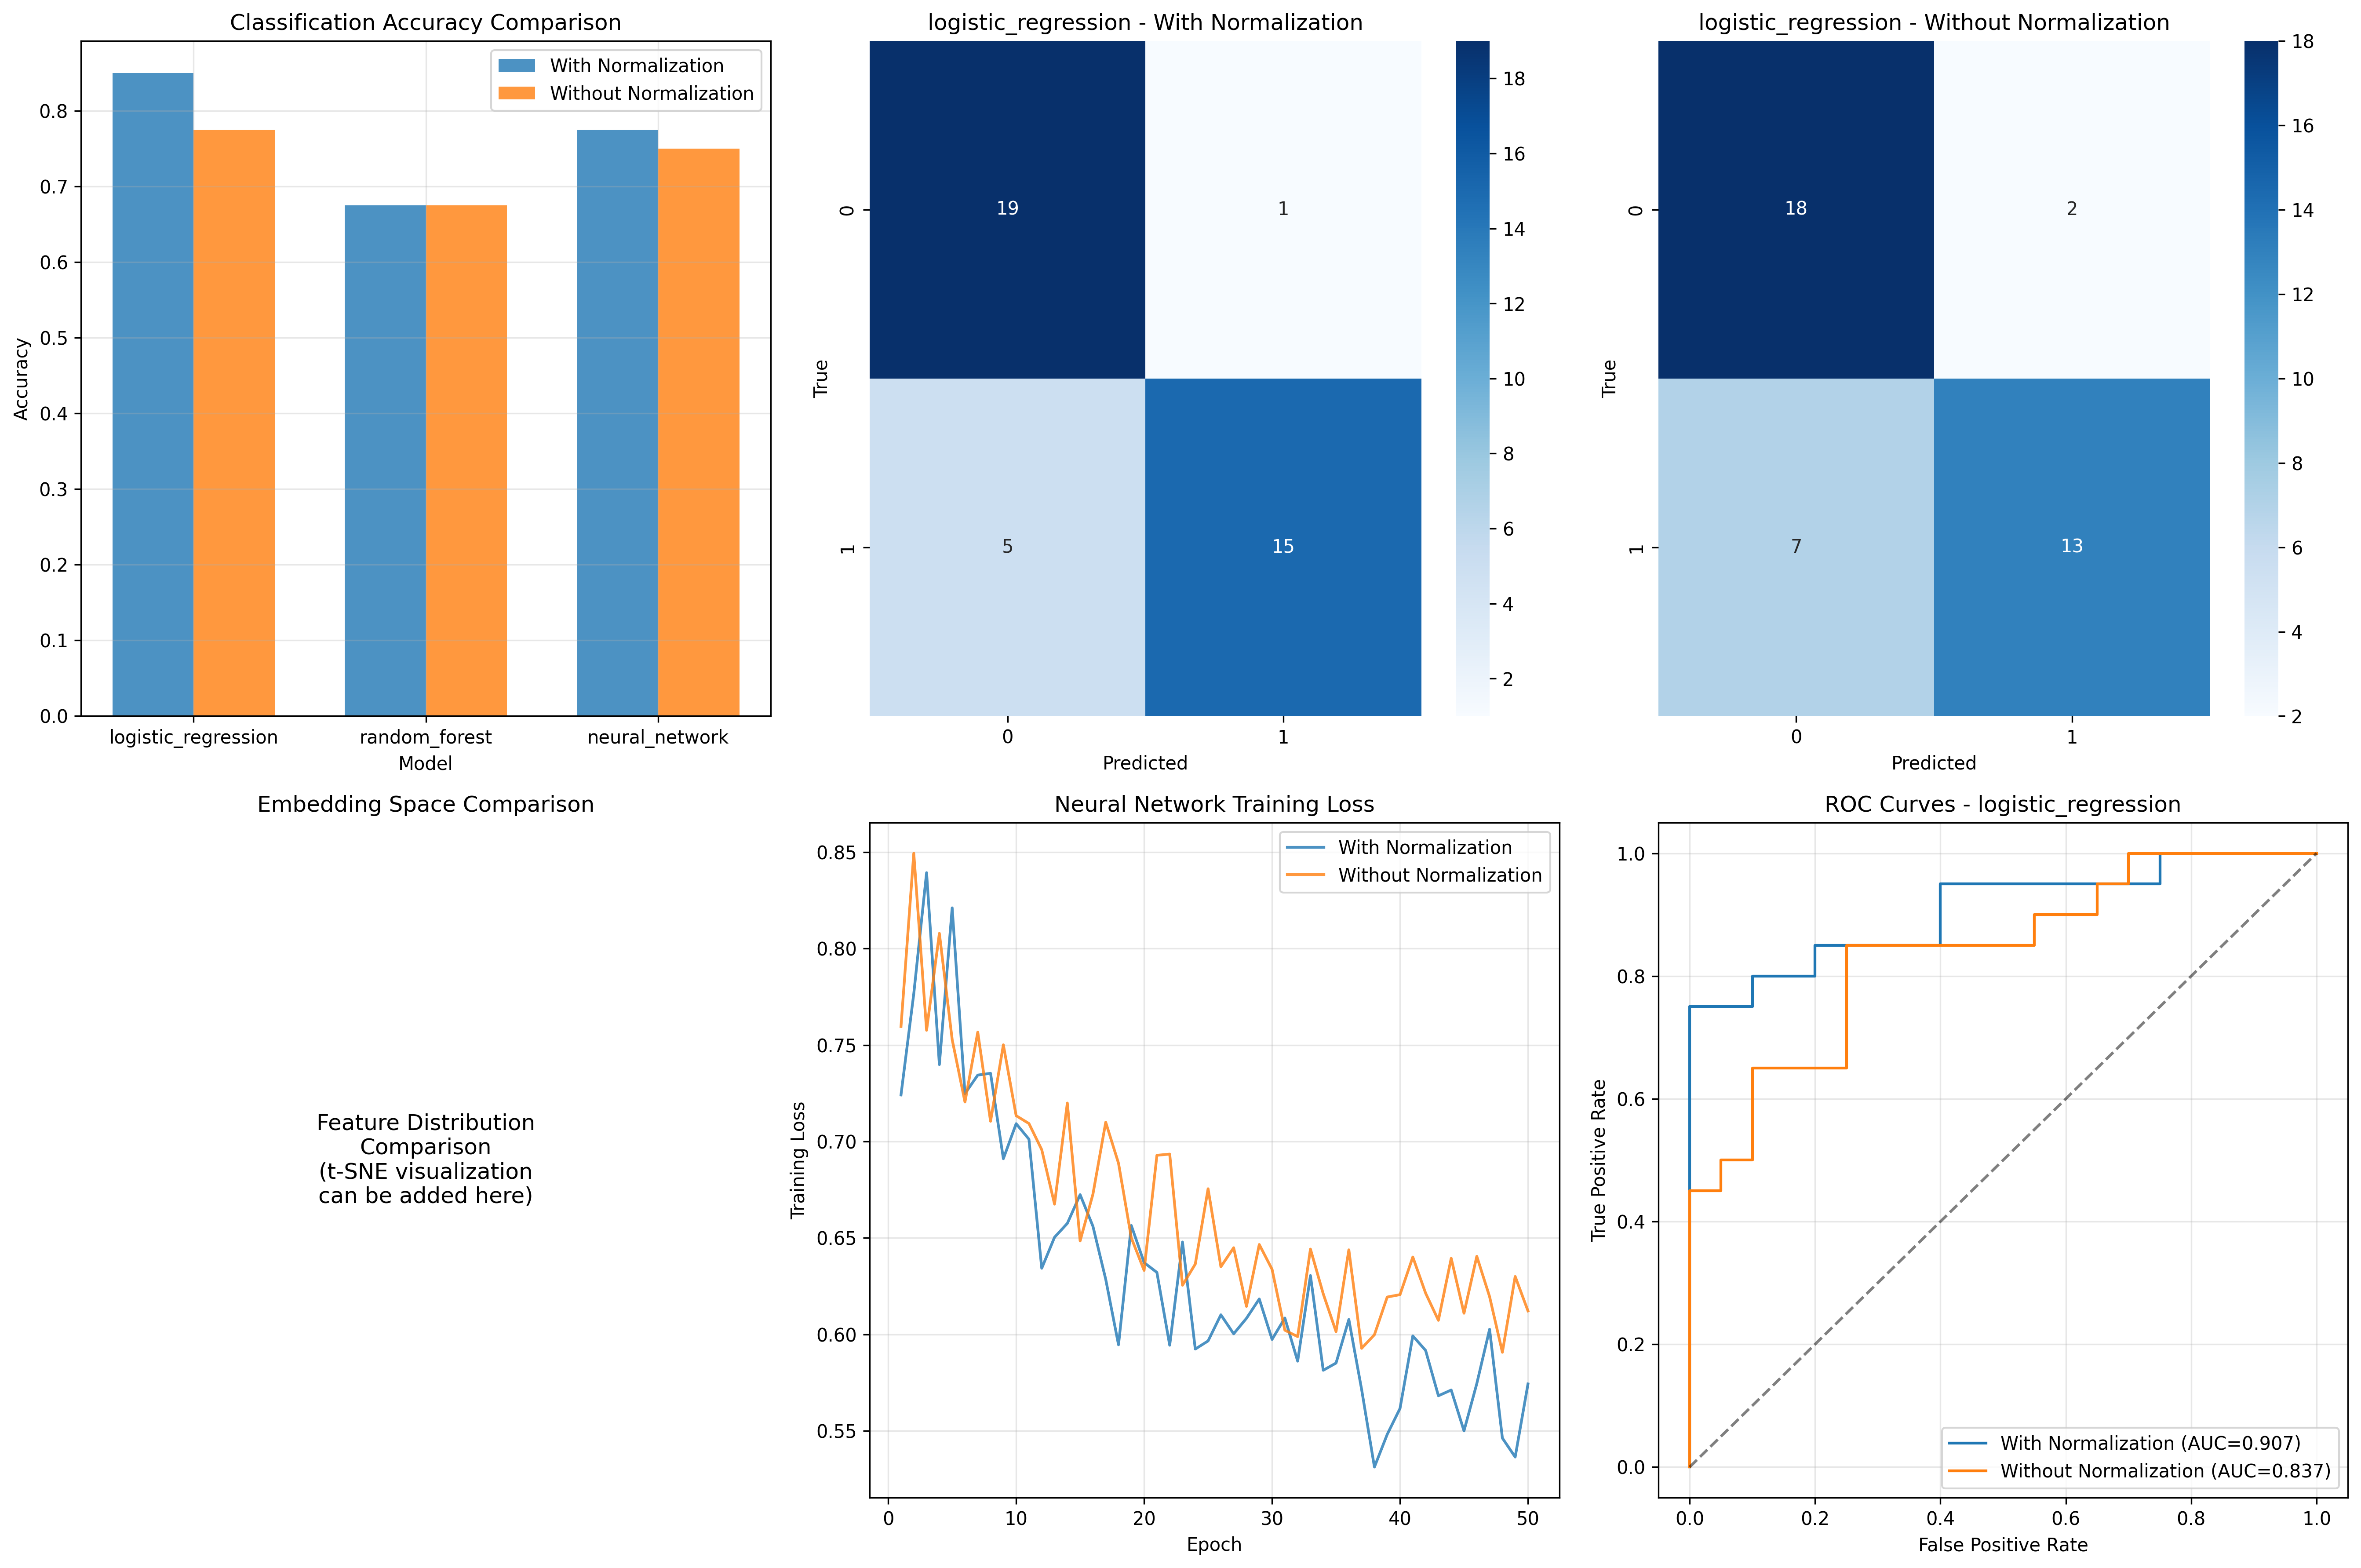 Classification Accuracy Comparison
With Normalization
Without Normalization
0.8
0.7
0.6
0.5
0.4
0.3
0.2
0.1
0.0
Accuracy
logistic_regression
random_forest
neural_network
Model
logistic_regression - With Normalization
0
1
True
19
1
5
15
0
1
Predicted
18
16
14
12
10
8
6
4
2
logistic_regression - Without Normalization
0
1
True
18
2
7
13
0
1
Predicted
18
16
14
12
10
8
6
4
2
Embedding Space Comparison
Feature Distribution
Comparison
(t-SNE visualization
can be added here)
Neural Network Training Loss
With Normalization
Without Normalization
0.85
0.80
0.75
0.70
0.65
0.60
0.55
Training Loss
0
10
20
30
40
50
Epoch
ROC Curves - logistic_regression
1.0
0.8
0.6
0.4
0.2
0.0
True Positive Rate
With Normalization (AUC=0.907)
Without Normalization (AUC=0.837)
0.0
0.2
0.4
0.6
0.8
1.0
False Positive Rate